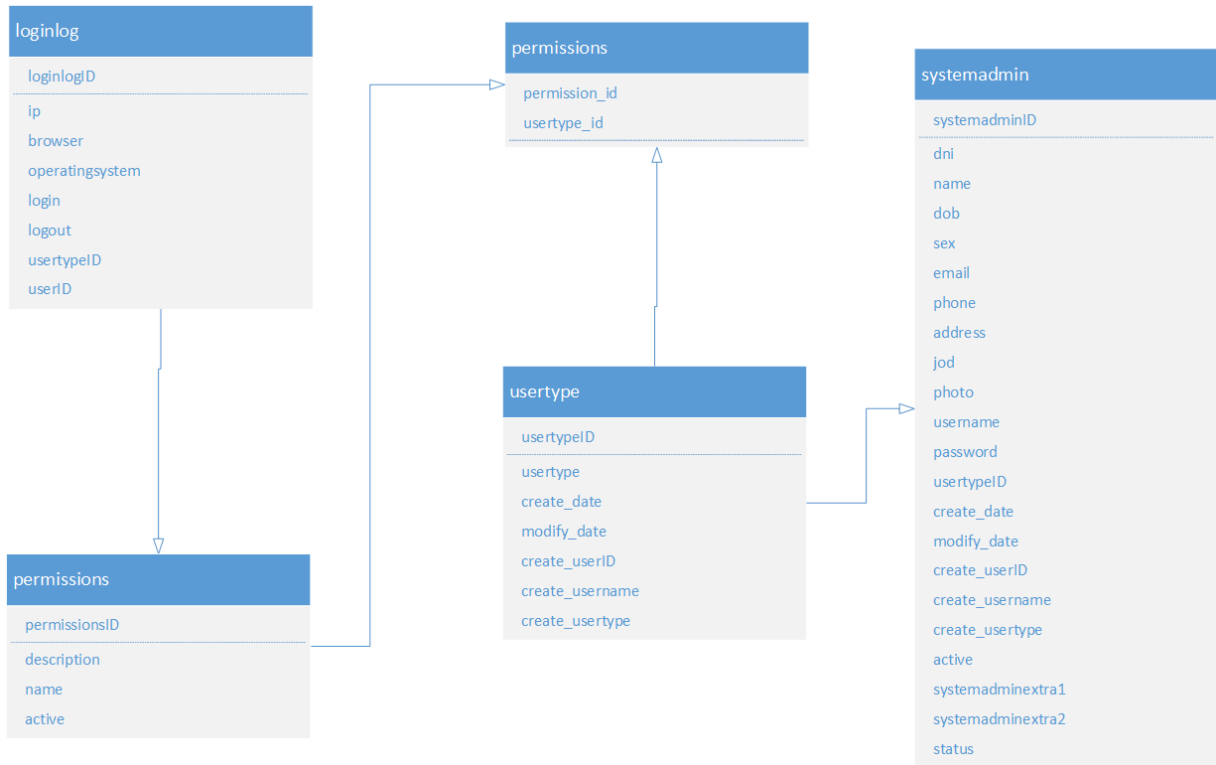 loginlog
loginlogID
ip
browser
operatingsystem
login
logout
usertypeID
userID
permissions
permission_id
usertype_id
systemadmin
systemadminID
dni
name
dob
sex
email
phone
address
jod
photo
username
password
usertypeID
create_date
modify_date
create_userID
create_username
create_usertype
active
systemadminextra1
systemadminextra2
status
usertype
usertypeID
usertype
create_date
modify_date
create_userID
create_username
create_usertype
permissions
permissionsID
description
name
active